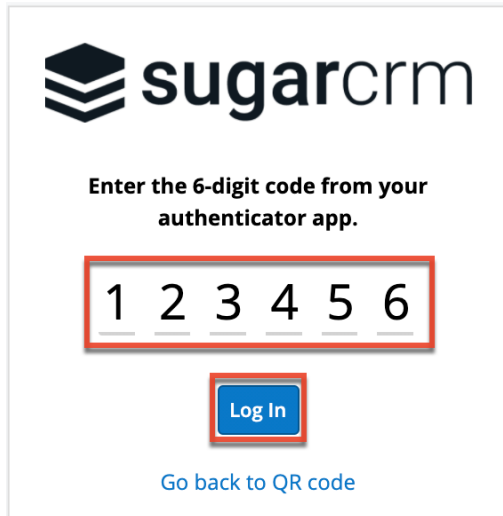 sugarcrm
Enter the 6-digit code from your
authenticator app.
1 2 3 4 5 6
Log In
Go back to QR code